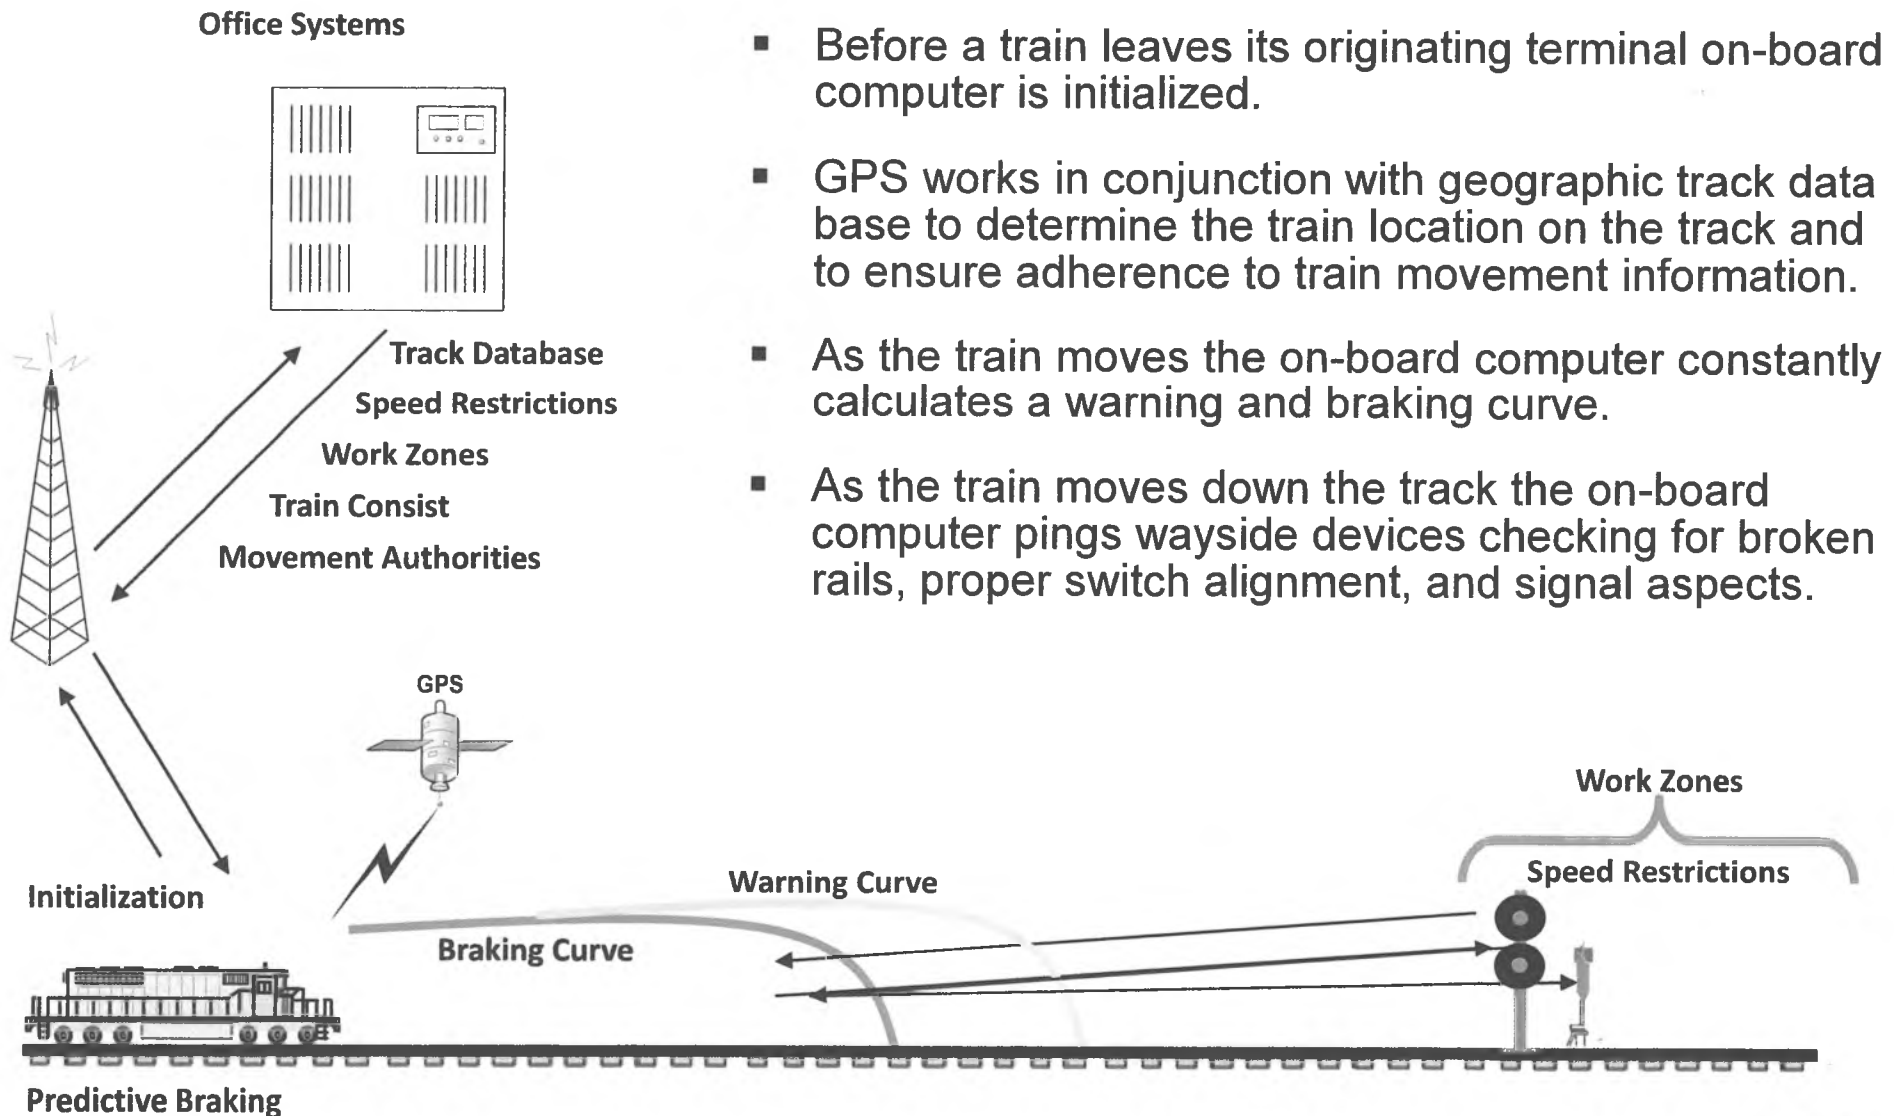 Office Systems
Track Database
Speed Restrictions
Work Zones
Train Consist
Movement Authorities
▪ Before a train leaves its originating terminal on-board
computer is initialized.
▪ GPS works in conjunction with geographic track data
base to determine the train location on the track and
to ensure adherence to train movement information.
▪ As the train moves the on-board computer constantly
calculates a warning and braking curve.
▪ As the train moves down the track the on-board
computer pings wayside devices checking for broken
rails, proper switch alignment, and signal aspects.
GPS
Work Zones
Speed Restrictions
Warning Curve
Initialization
Braking Curve
Predictive Braking